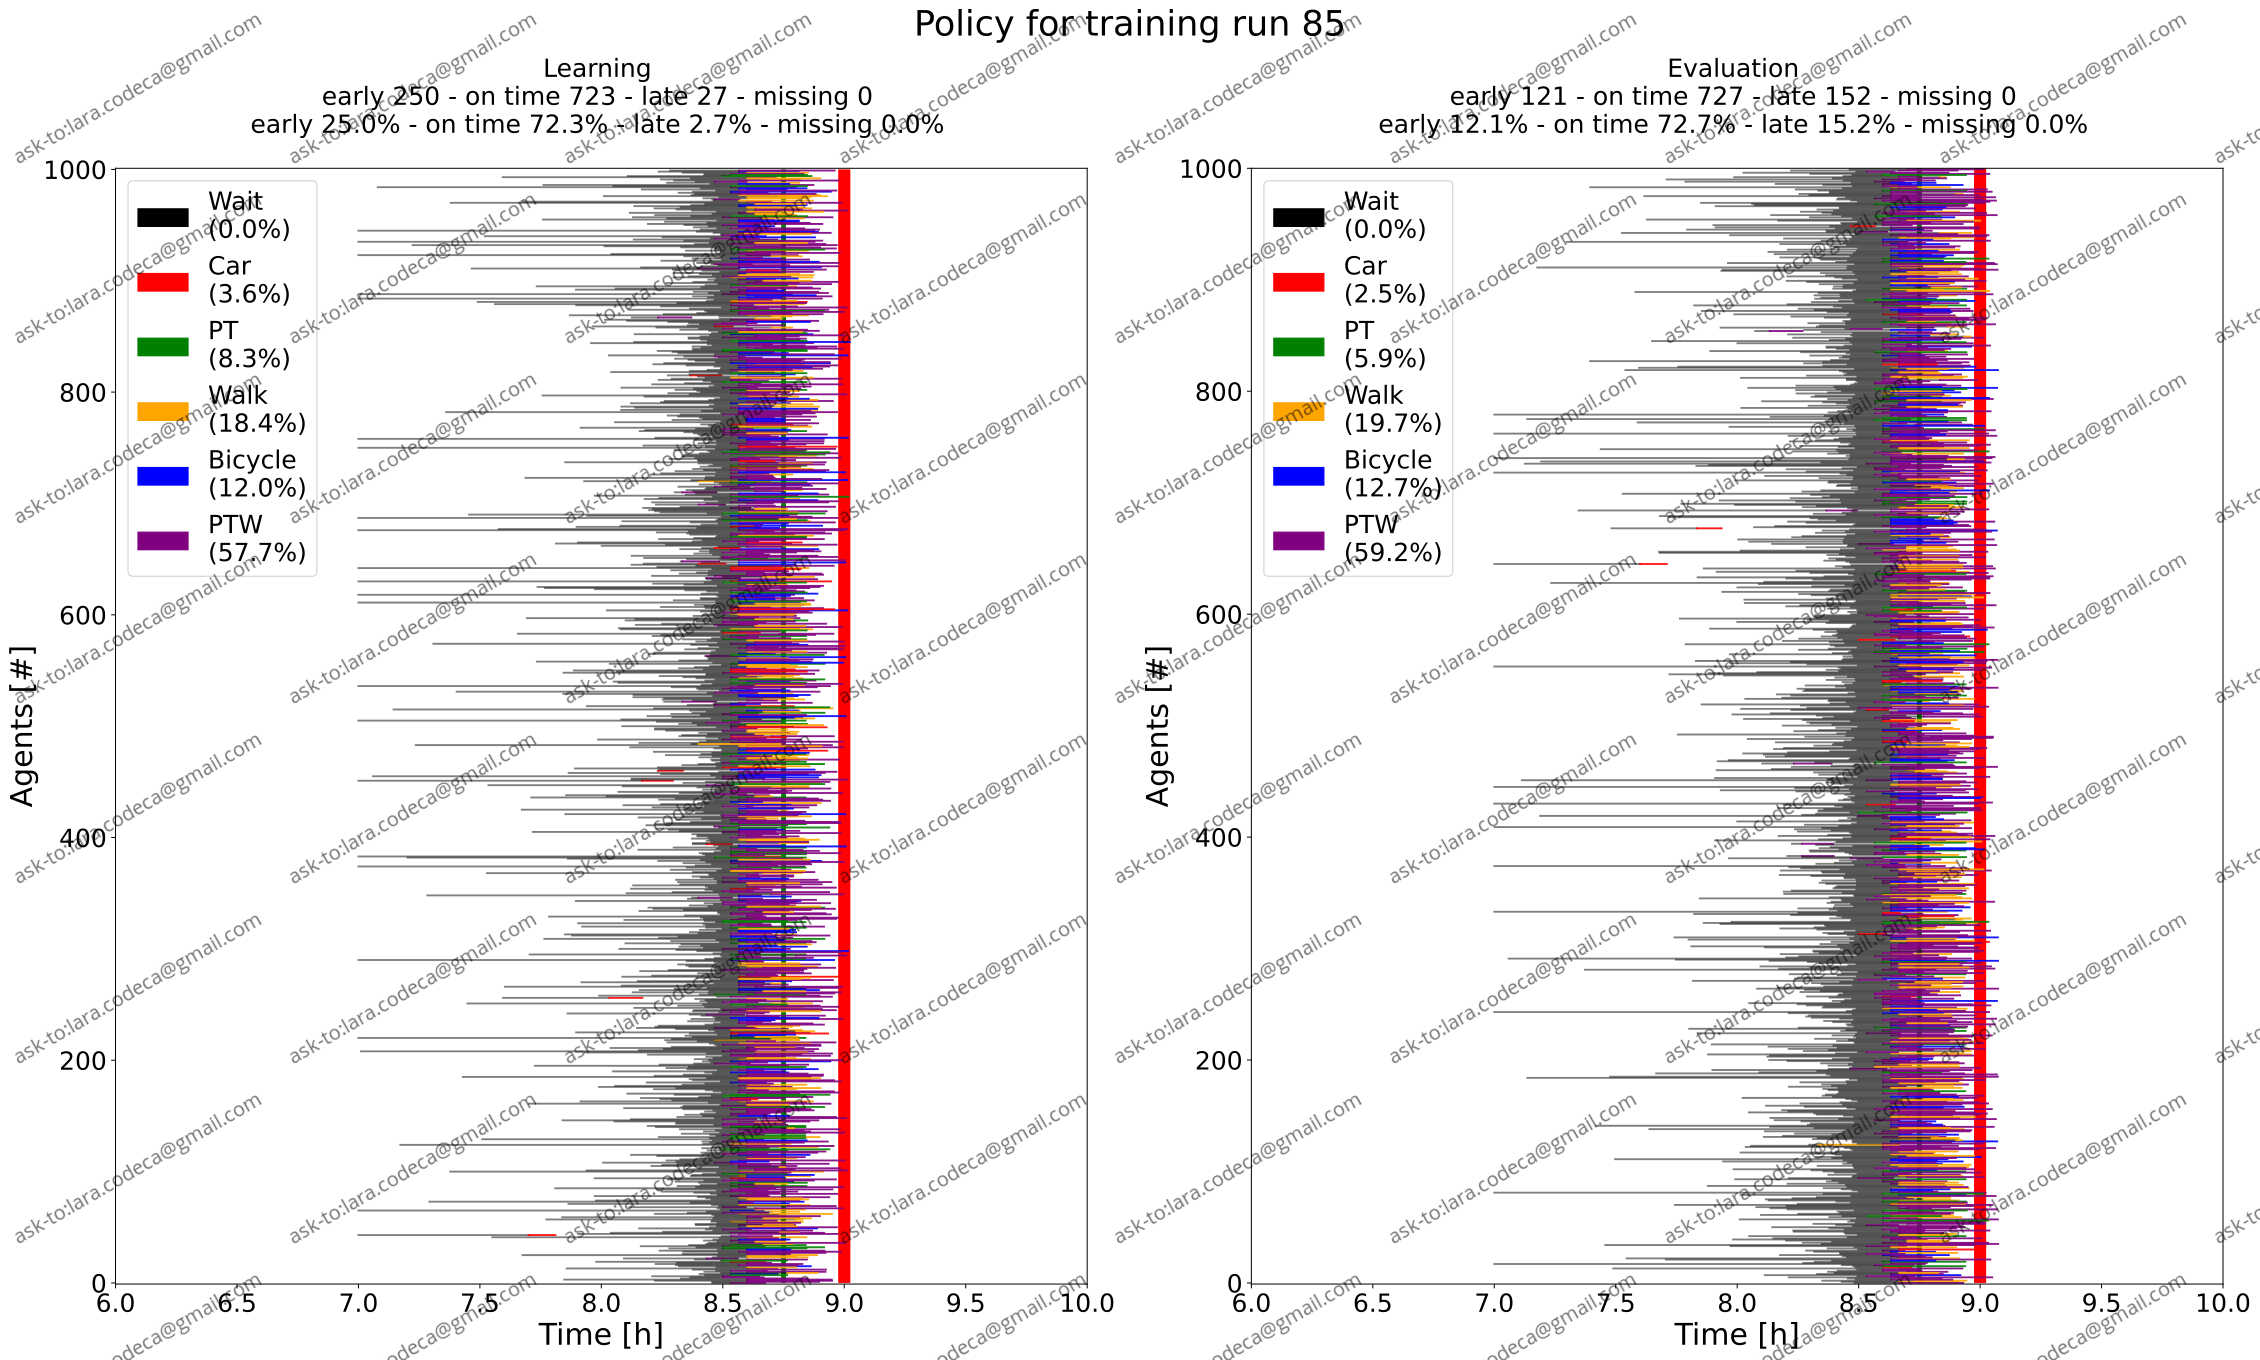 Policy for training run 85
Learning
early 250 - on time 723 - late 27 - missing 0
early 25.0% - on time 72.3% - late 2.7% - missing 0.0%
Agents [#]
1000
800
600
400
200
0
Wait
(0.0%)
Car
(3.6%)
PT
(8.3%)
Walk
(18.4%)
Bicycle
(12.0%)
PTW
(57.7%)
6.0 6.5 7.0 7.5 8.0 8.5 9.0 9.5 10.0
Time [h]
Evaluation
early 121 - on time 727 - late 152 - missing 0
early 12.1% - on time 72.7% - late 15.2% - missing 0.0%
Agents [#]
1000
800
600
400
200
0
Wait
(0.0%)
Car
(2.5%)
PT
(5.9%)
Walk
(19.7%)
Bicycle
(12.7%)
PTW
(59.2%)
6.0 6.5 7.0 7.5 8.0 8.5 9.0 9.5 10.0
Time [h]
ask-to:lara.codeca@gmail.com